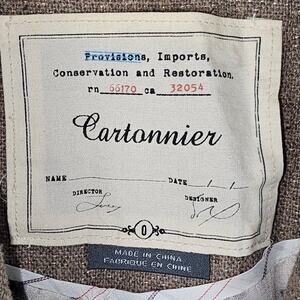 Provisions, Imports,
Conservation and Restoration,
rn 66170 ca 32054
Cartonnier
NAME DATE / /
DIRECTOR DESIGNER
0
MADE IN CHINA
FABRIQUÉ EN CHINE